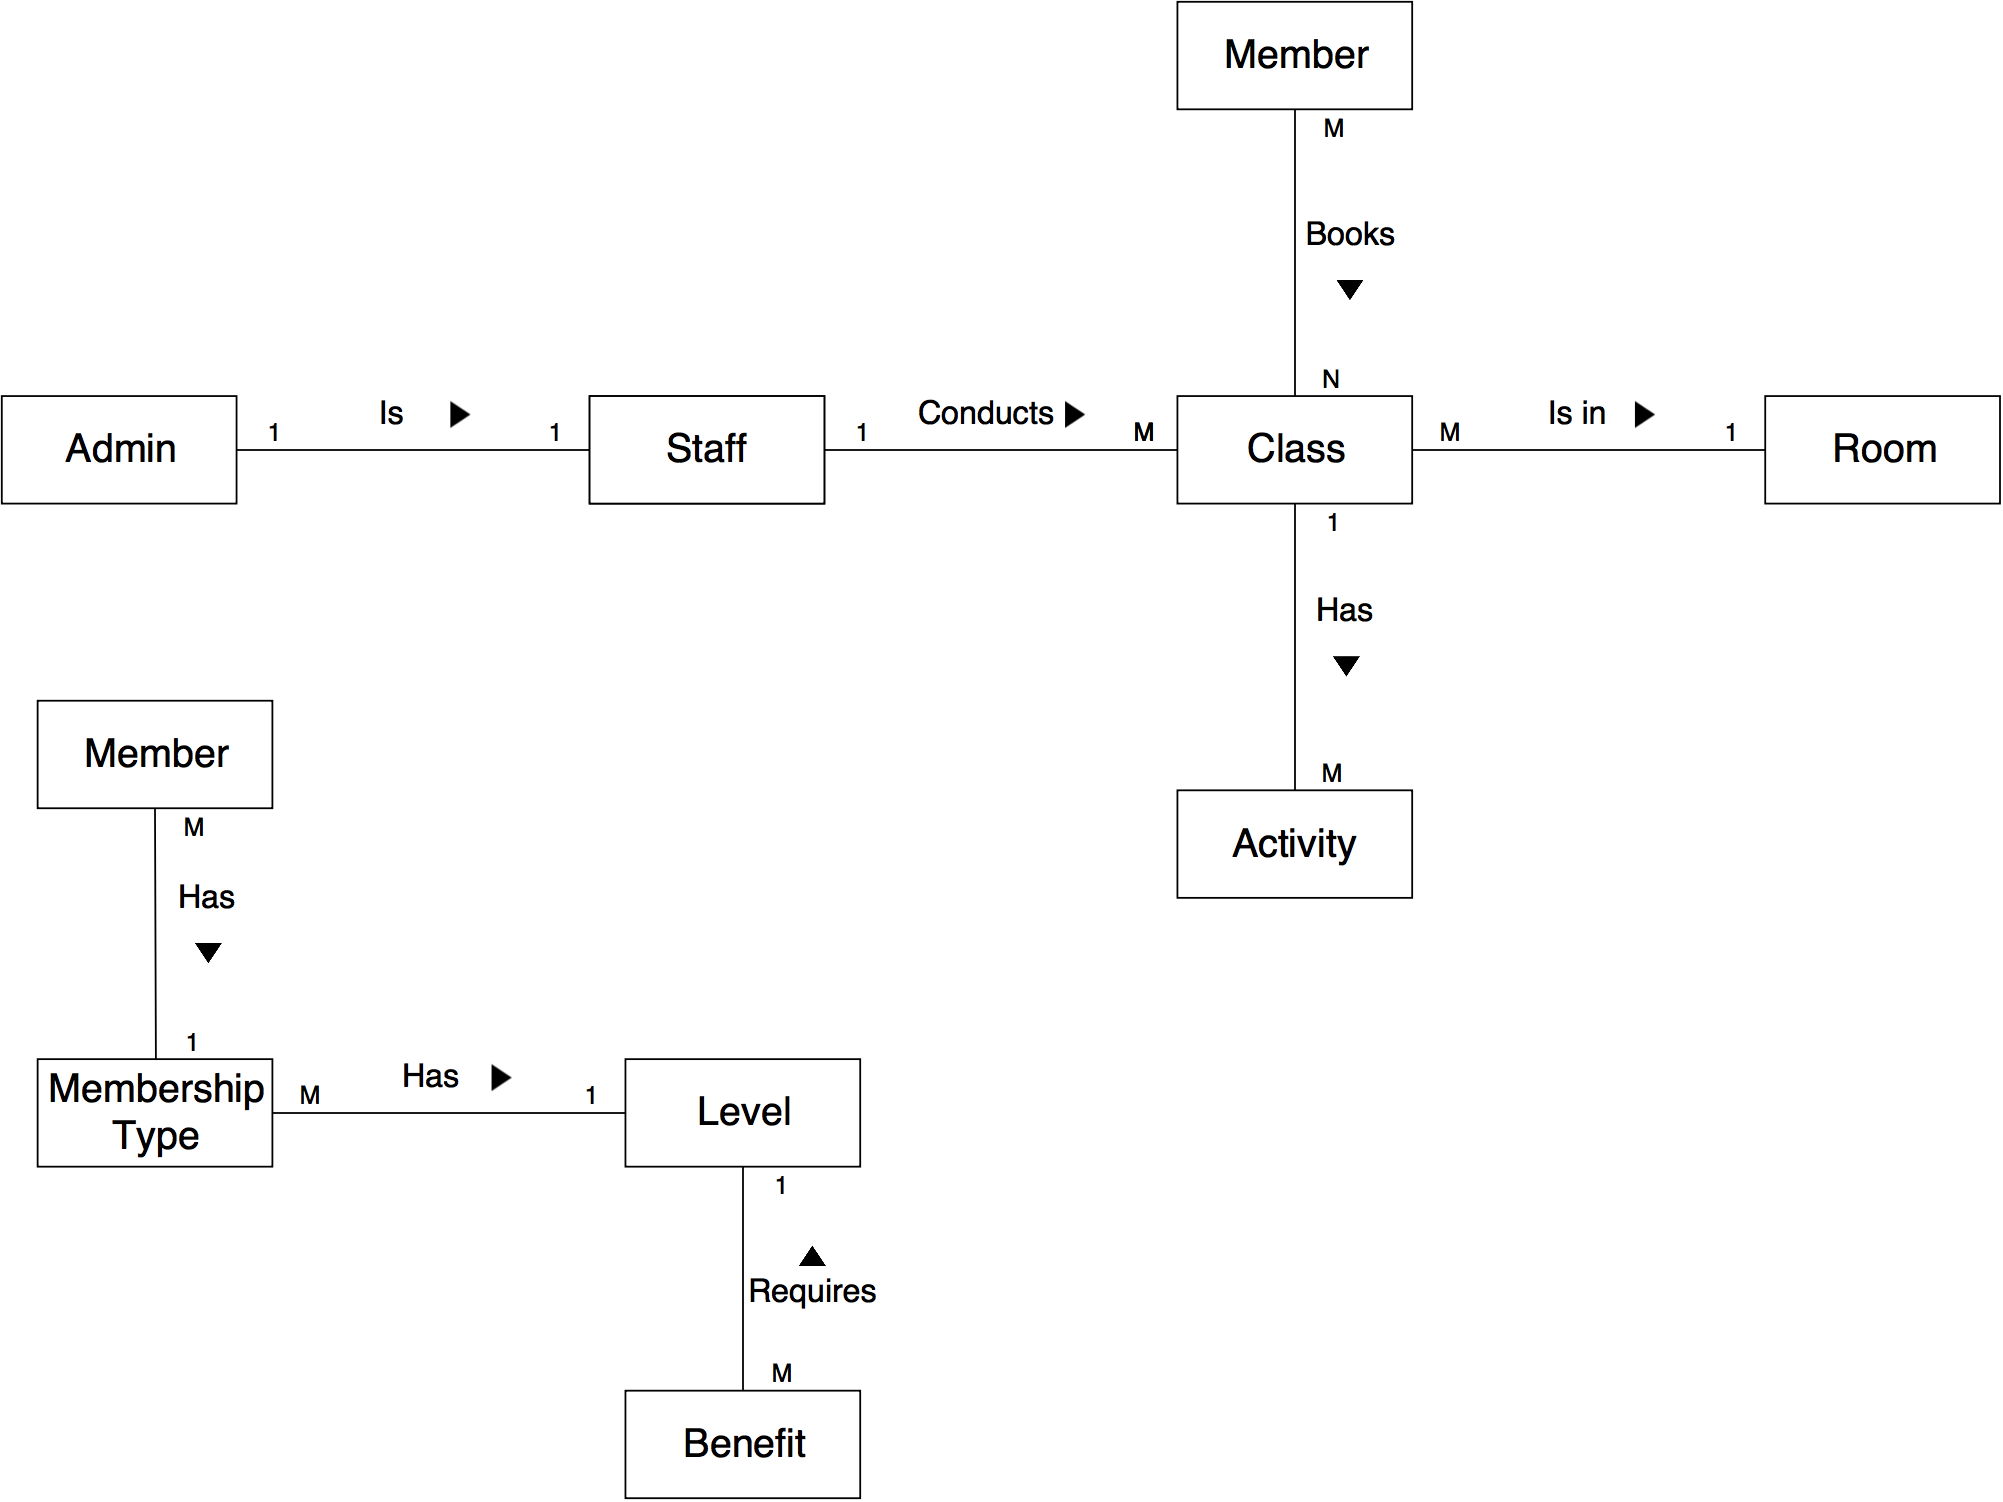 Member
M
Books
N
Admin
1
Is
1
Staff
1
Conducts
M
Class
M
Is in
1
Room
1
Has
M
Activity
Member
M
Has
1
Membership
Type
M
Has
1
Level
1
Requires
M
Benefit